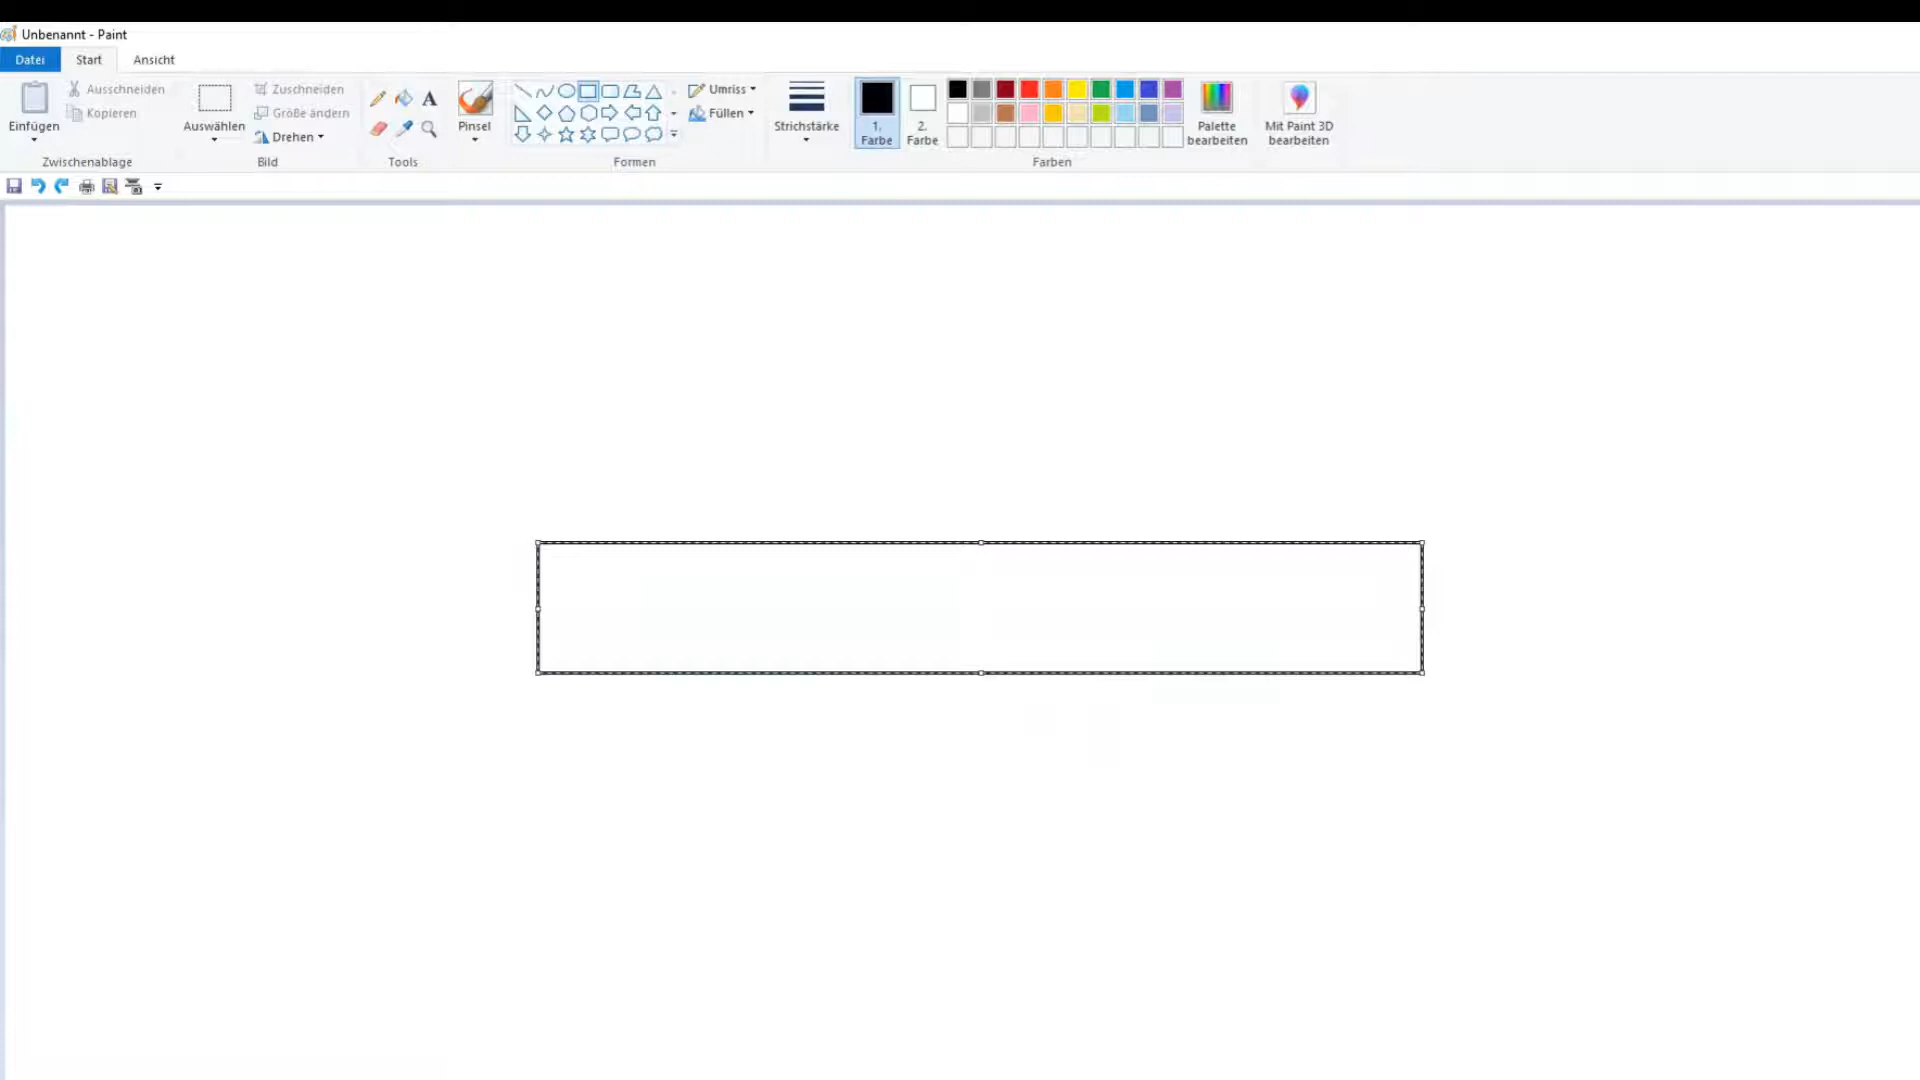 Unbenannt - Paint
Datei Start Ansicht
Einfügen
Ausschneiden
Kopieren
Zwischenablage
Auswählen
Zuschneiden
Größe ändern
Drehen
Bild
A
Tools
Pinsel
Formen
Umriss
Füllen
Strichstärke
1.
Farbe
2.
Farbe
Farben
Palette
bearbeiten
Mit Paint 3D
bearbeiten